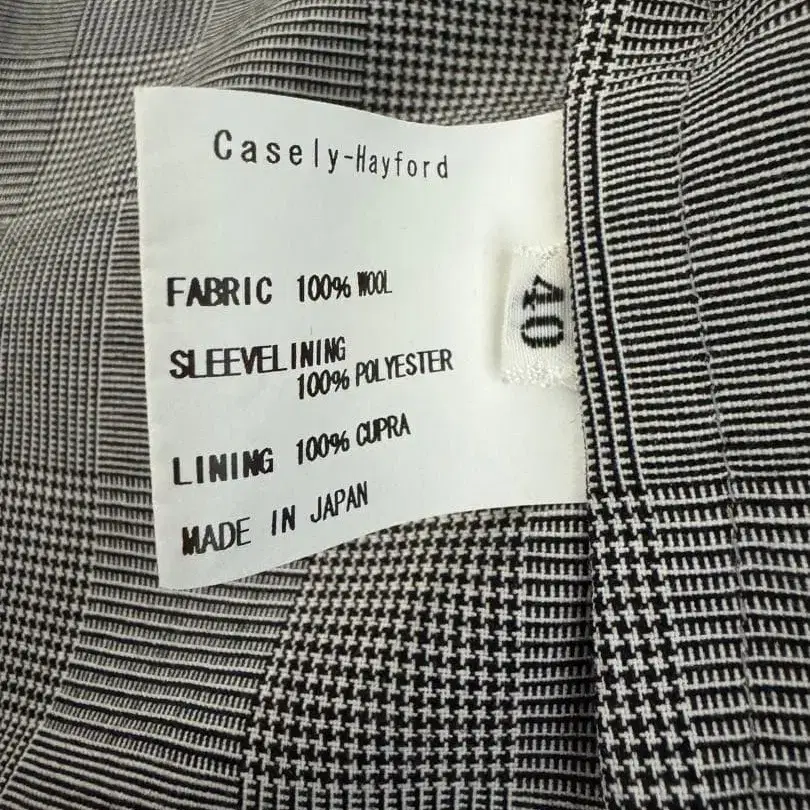 Casely-Hayford
FABRIC 100% WOOL
SLEEVELINING
100% POLYESTER
LINING 100% CUPRA
MADE IN JAPAN
40